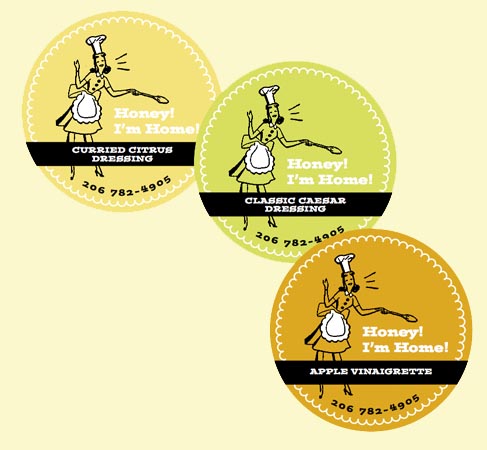 Honey!
I'm Home!
CURRIED CITRUS
DRESSING
206 782-4905
Honey!
I'm Home!
CLASSIC CAESAR
DRESSING
206 782-4905
Honey!
I'm Home!
APPLE VINAIGRETTE
206 782-4905